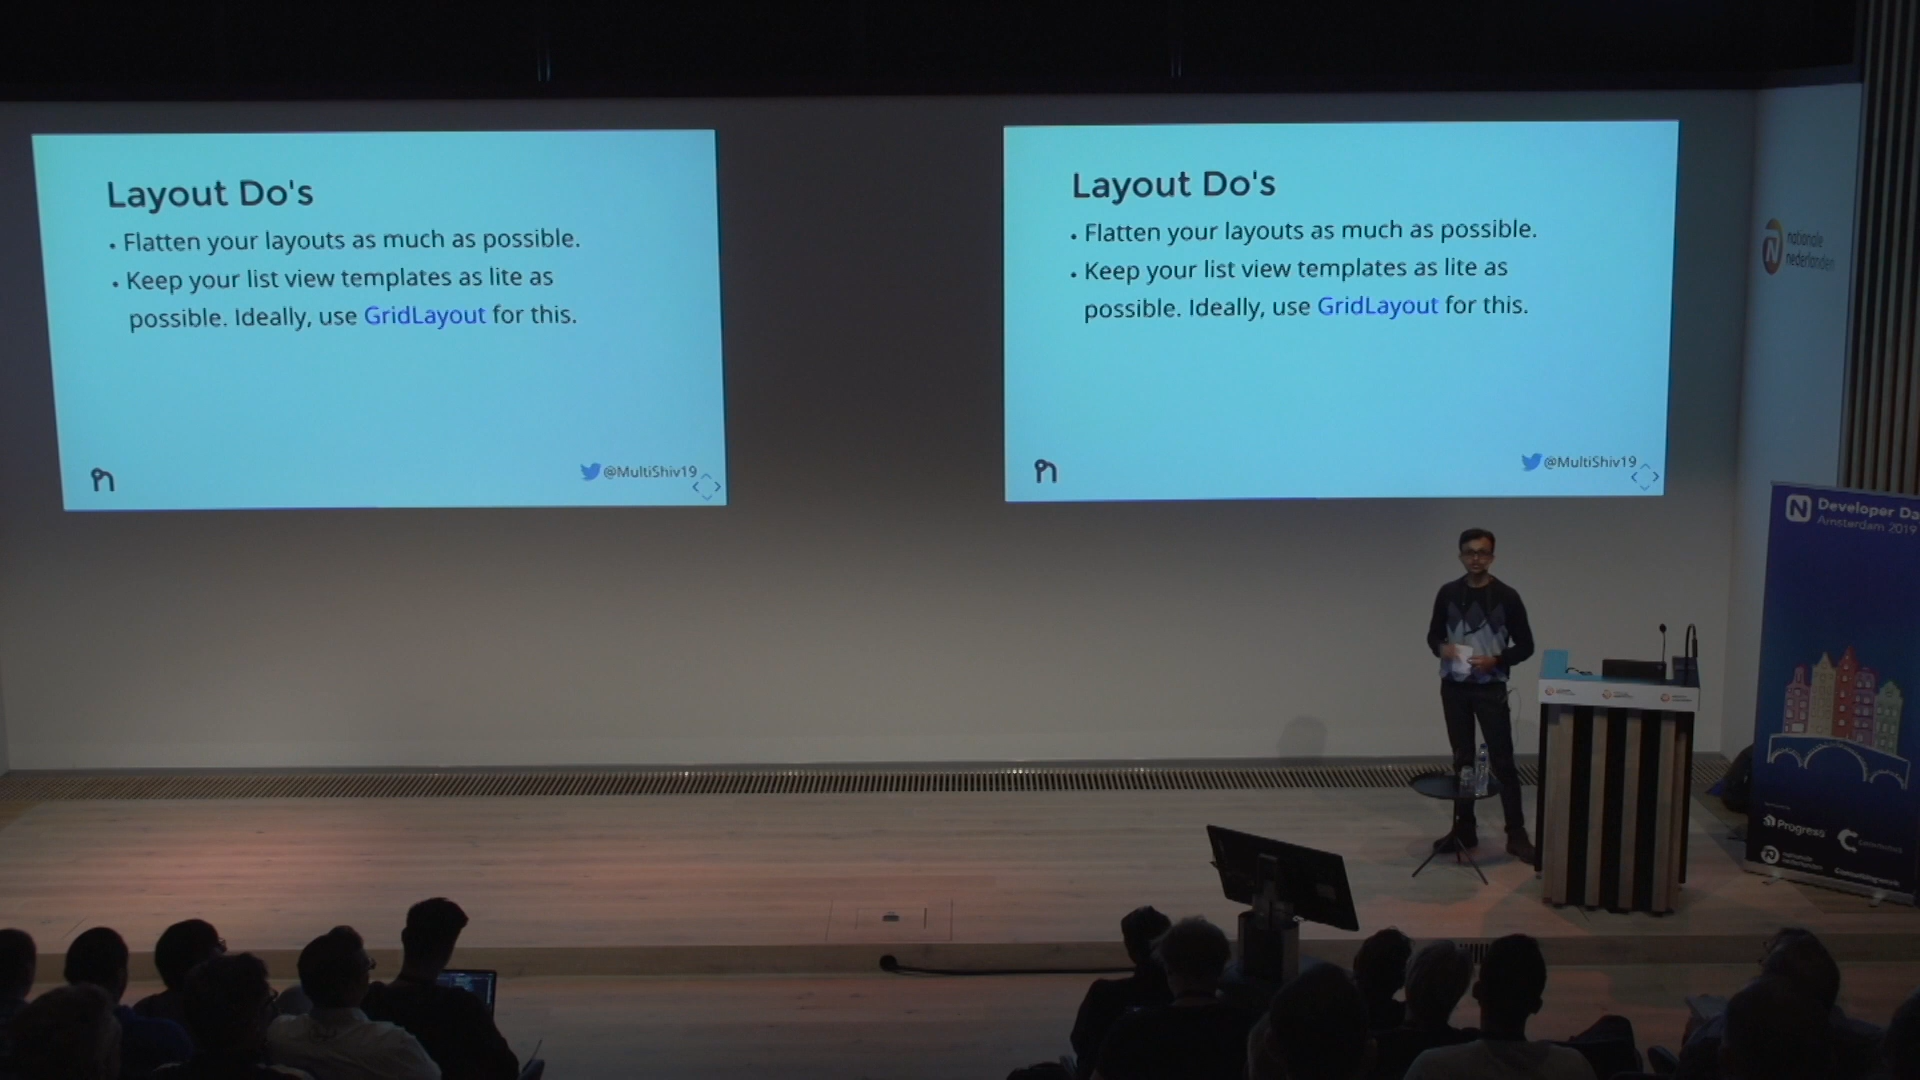 Layout Do's
• Flatten your layouts as much as possible.
• Keep your list view templates as lite as
possible. Ideally, use GridLayout for this.
@MultiShiv19
Layout Do's
• Flatten your layouts as much as possible.
• Keep your list view templates as lite as
possible. Ideally, use GridLayout for this.
@MultiShiv19
nationale
nederlanden
N Developer Da
Amsterdam 2019
Progress
nationale
nederlanden